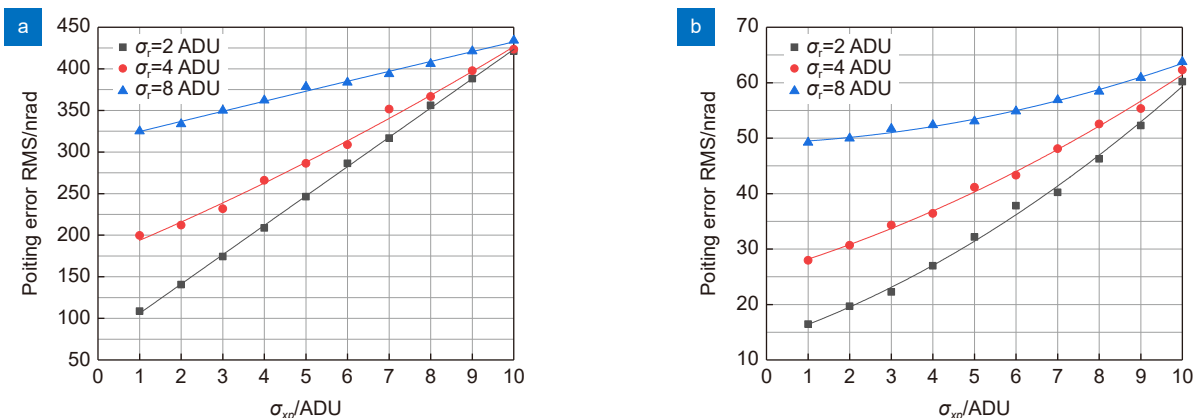 a
450
400
350
300
250
200
150
100
50
Poiting error RMS/nrad
σr=2 ADU
σr=4 ADU
σr=8 ADU
0 1 2 3 4 5 6 7 8 9 10
σxp/ADU
b
70
60
50
40
30
20
10
Poiting error RMS/nrad
σr=2 ADU
σr=4 ADU
σr=8 ADU
0 1 2 3 4 5 6 7 8 9 10
σxp/ADU